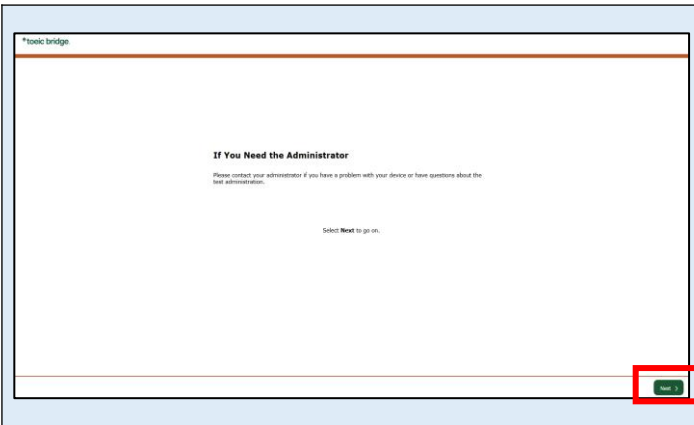 *toeic bridge.
If You Need the Administrator
Please contact your administrator if you have a problem with your device or have questions about the
test administration.
Select Next to go on.
Next >